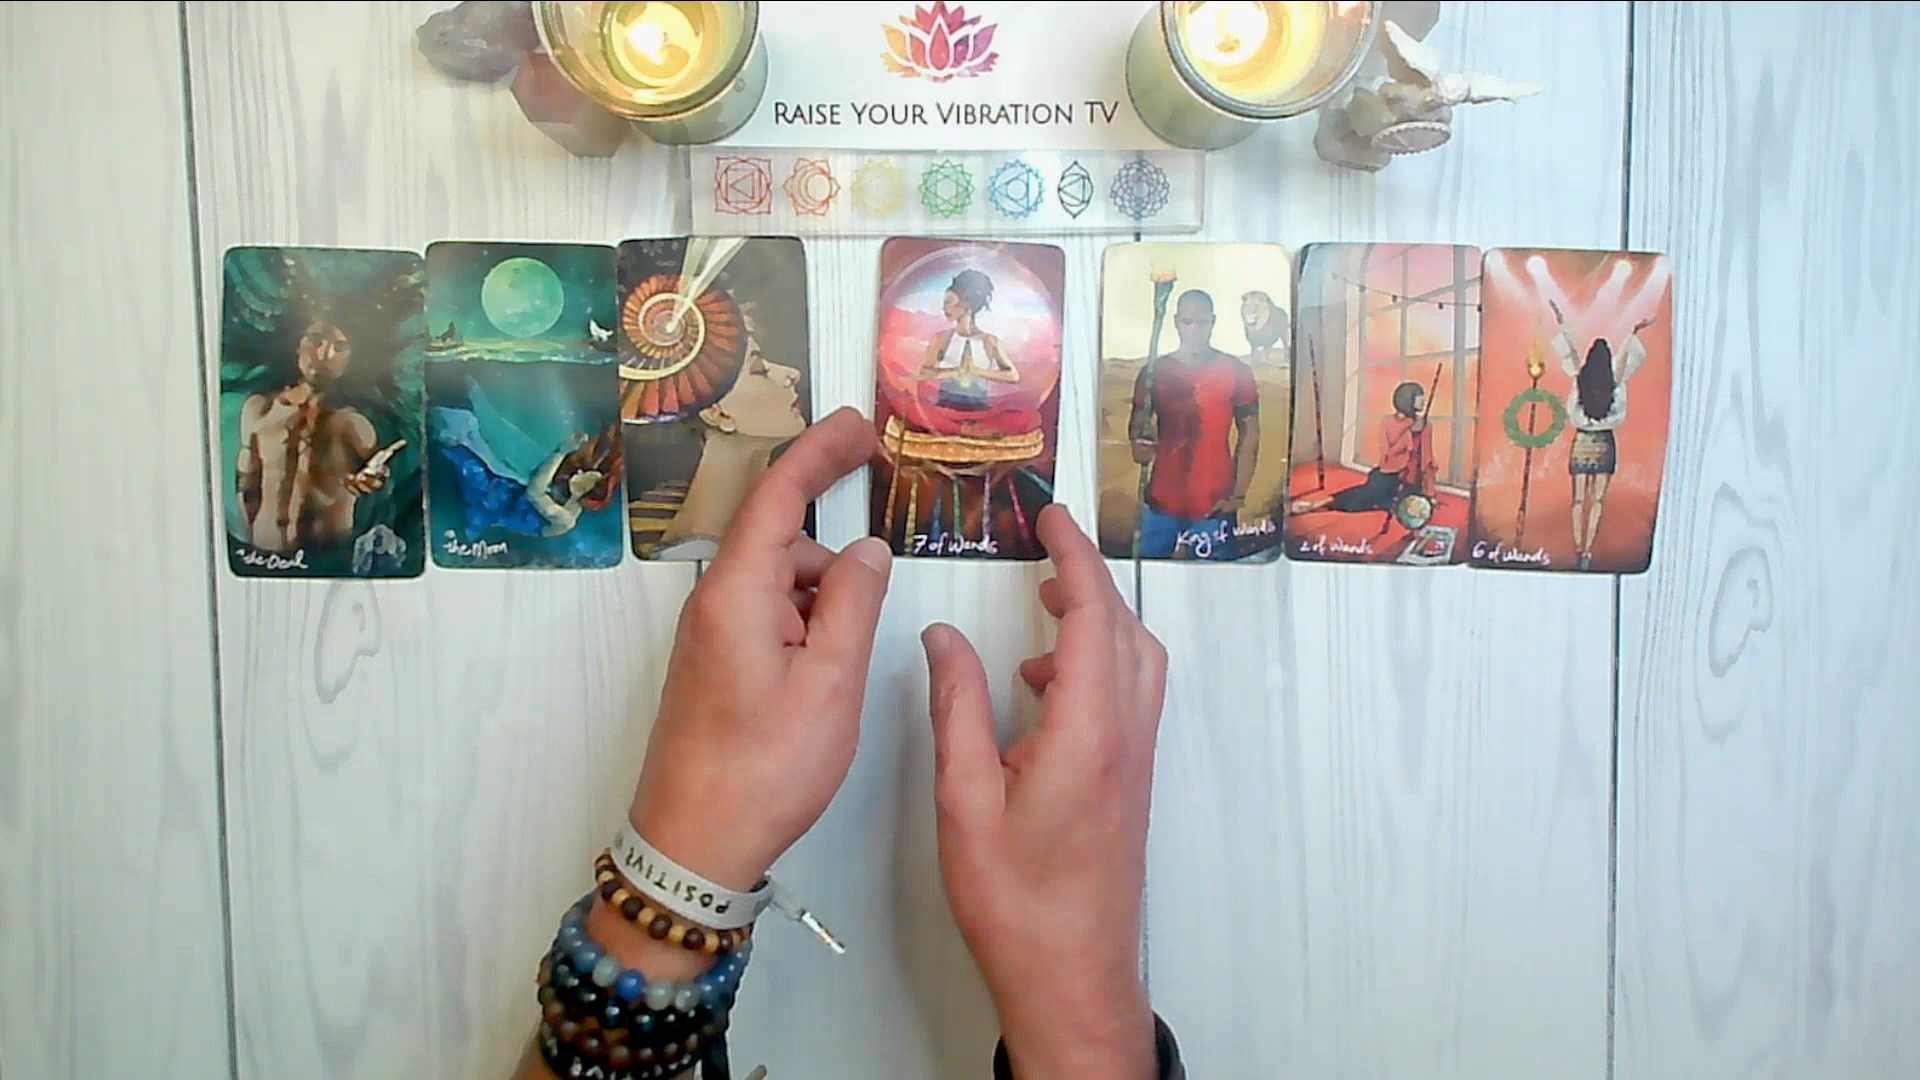 RAISE YOUR VIBRATION TV
the Devil
the Moon
7 of Wands
King of Wands
2 of Wands
6 of Wands
POSITIVE